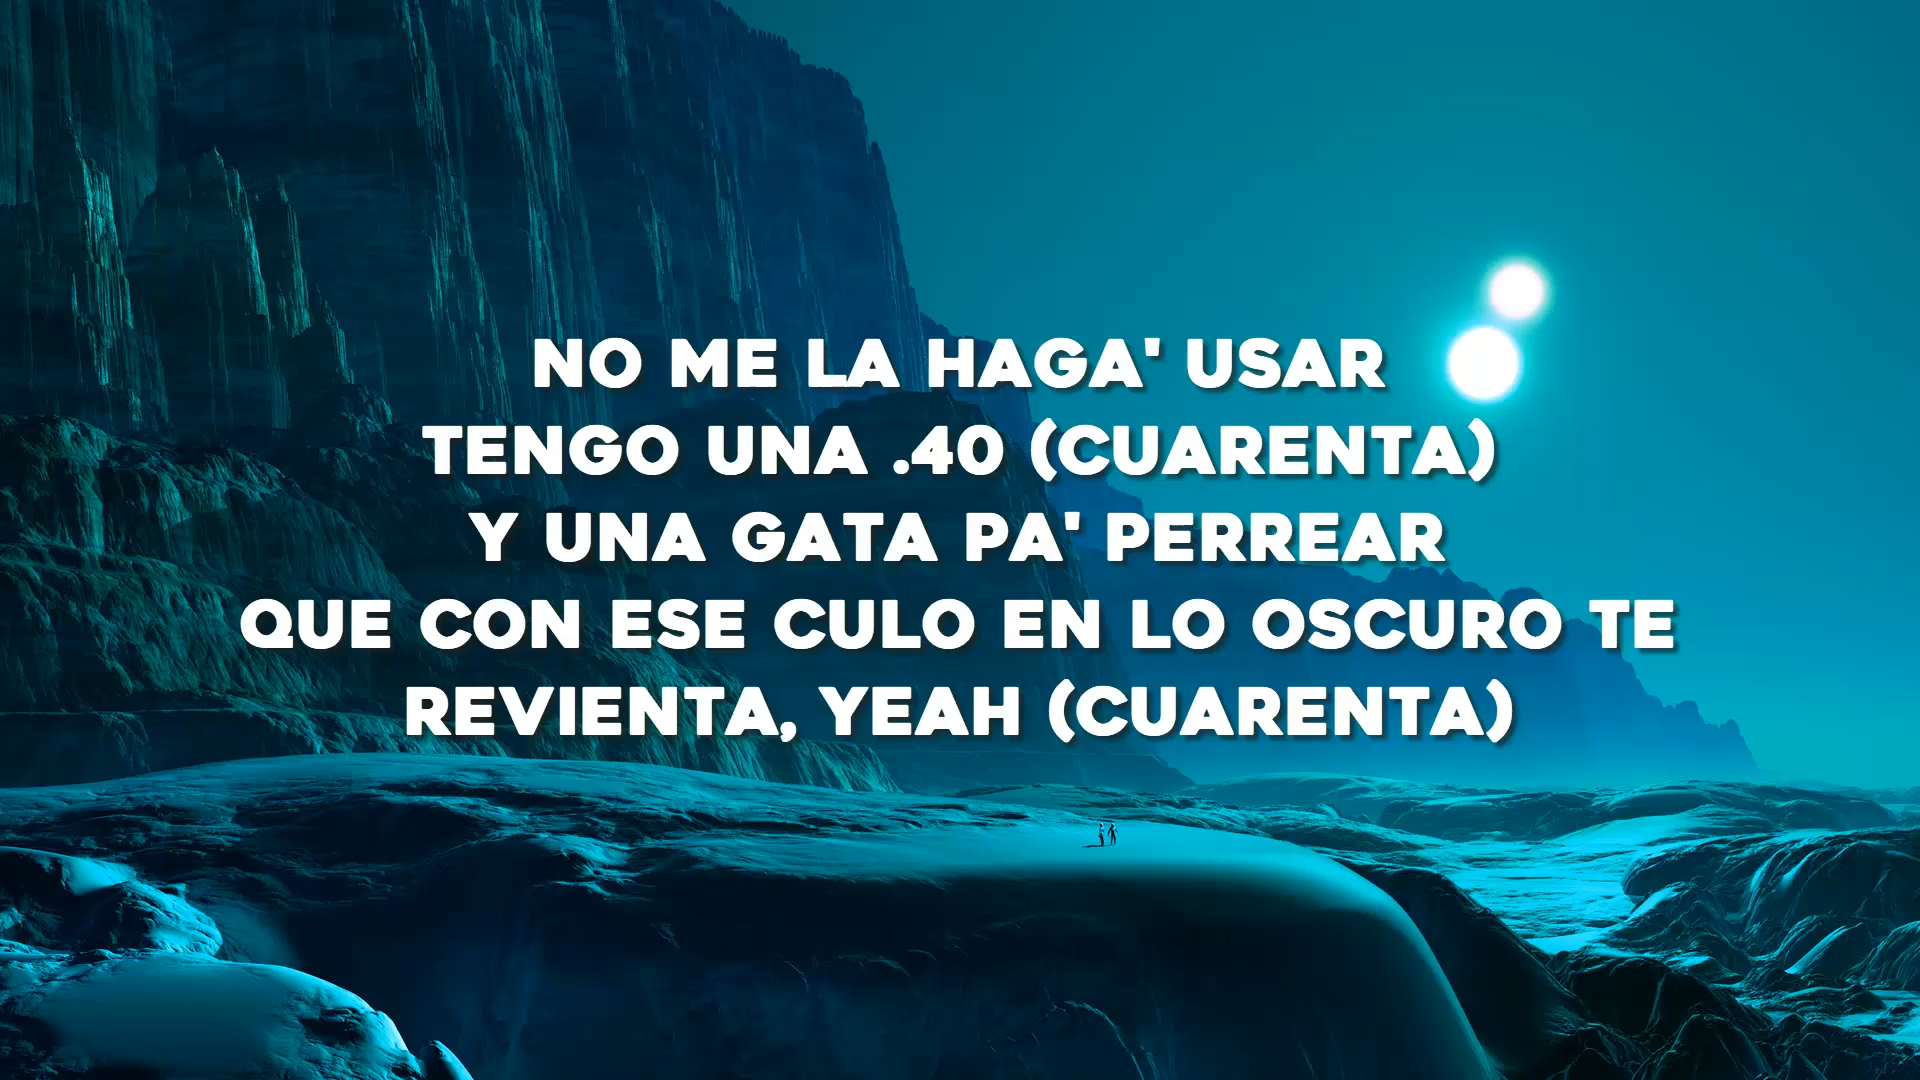 NO ME LA HAGA' USAR
TENGO UNA .40 (CUARENTA)
Y UNA GATA PA' PERREAR
QUE CON ESE CULO EN LO OSCURO TE
REVIENTA, YEAH (CUARENTA)